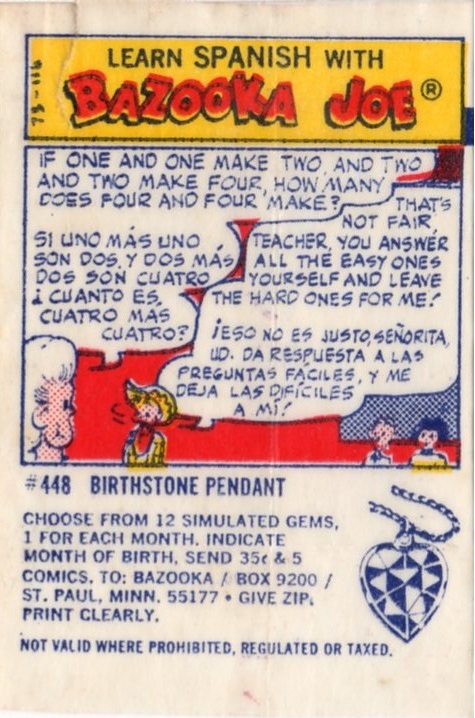 LEARN SPANISH WITH
BAZOOKA JOE®
73-116
IF ONE AND ONE MAKE TWO, AND TWO
AND TWO MAKE FOUR, HOW MANY
DOES FOUR AND FOUR MAKE?
SI UNO MÁS UNO
SON DOS, Y DOS MÁS
DOS SON CUATRO
¿CUANTO ES,
CUATRO MÁS
CUATRO?
THAT'S
NOT FAIR,
TEACHER, YOU ANSWER
ALL THE EASY ONES
YOURSELF AND LEAVE
THE HARD ONES FOR ME!
¡ESO NO ES JUSTO, SEÑORITA,
UD. DA RESPUESTA A LAS
PREGUNTAS FÁCILES, Y ME
DEJA LAS DIFÍCILES
A MÍ!
#448 BIRTHSTONE PENDANT
CHOOSE FROM 12 SIMULATED GEMS,
1 FOR EACH MONTH. INDICATE
MONTH OF BIRTH, SEND 35¢ & 5
COMICS, TO: BAZOOKA / BOX 9200 /
ST. PAUL, MINN. 55177 • GIVE ZIP.
PRINT CLEARLY.
NOT VALID WHERE PROHIBITED, REGULATED OR TAXED.